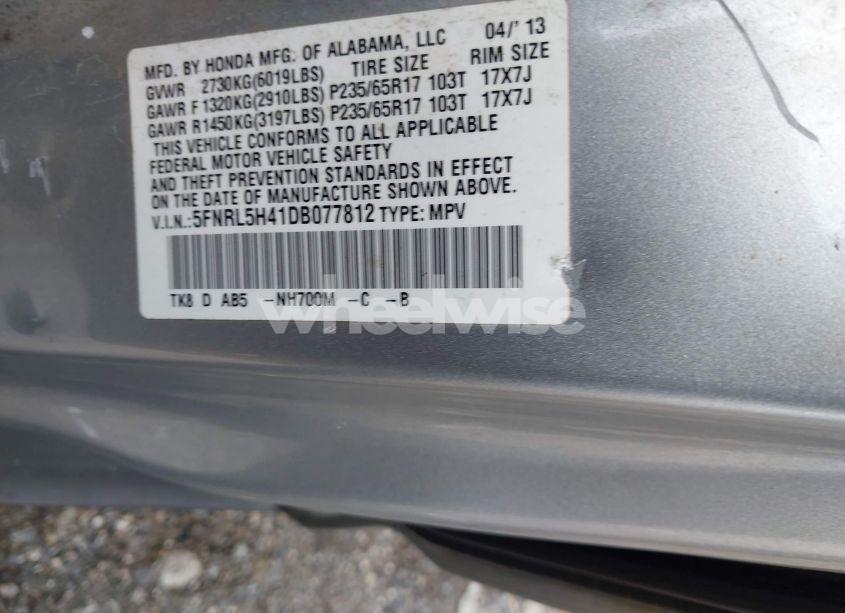 MFD. BY HONDA MFG. OF ALABAMA, LLC 04/' 13
GVWR 2730KG(6019LBS) TIRE SIZE RIM SIZE
GAWR F1320KG(2910LBS) P235/65R17 103T 17X7J
GAWR R1450KG(3197LBS) P235/65R17 103T 17X7J
THIS VEHICLE CONFORMS TO ALL APPLICABLE
FEDERAL MOTOR VEHICLE SAFETY
AND THEFT PREVENTION STANDARDS IN EFFECT
ON THE DATE OF MANUFACTURE SHOWN ABOVE.
V.I.N.:5FNRL5H41DB077812 TYPE: MPV
TK8 D AB5 -NH700M -C -B
wheelwise